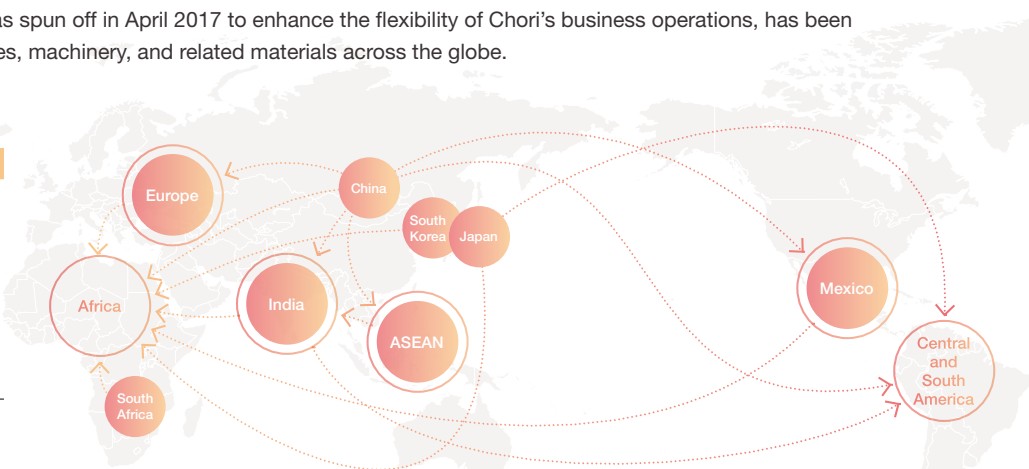 as spun off in April 2017 to enhance the flexibility of Chori's business operations, has been
es, machinery, and related materials across the globe.
Europe
China
South
Korea
Japan
Africa
India
ASEAN
Mexico
South
Africa
Central
and
South
America